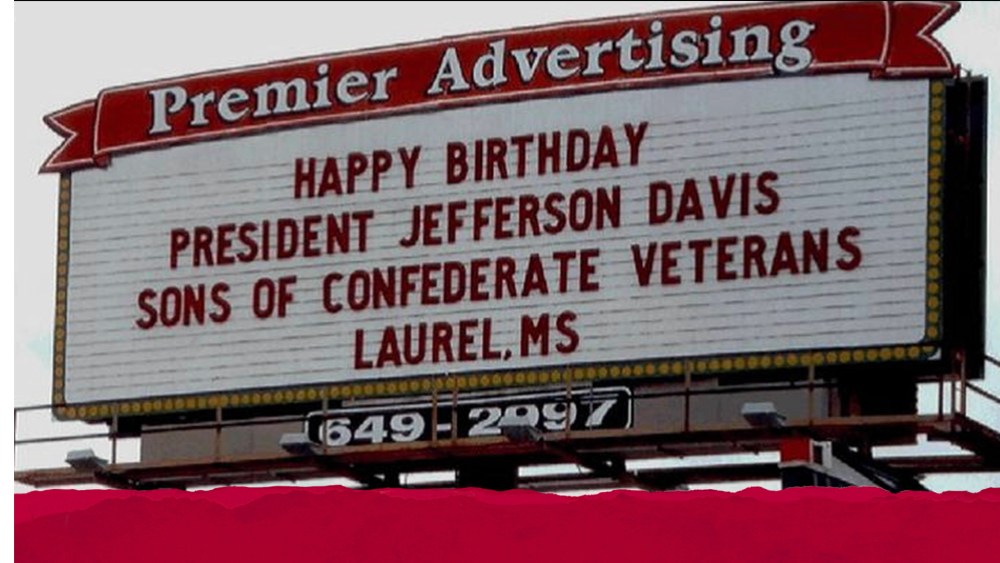 Premier Advertising
HAPPY BIRTHDAY
PRESIDENT JEFFERSON DAVIS
SONS OF CONFEDERATE VETERANS
LAUREL, MS
649-2997